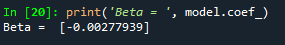 In [20]: print('Beta = ', model.coef_)
Beta =  [-0.00277939]